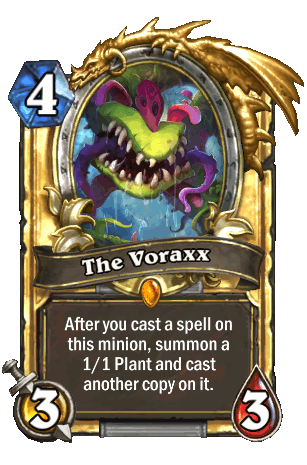 4
The Voraxx
After you cast a spell on
this minion, summon a
1/1 Plant and cast
another copy on it.
3
3